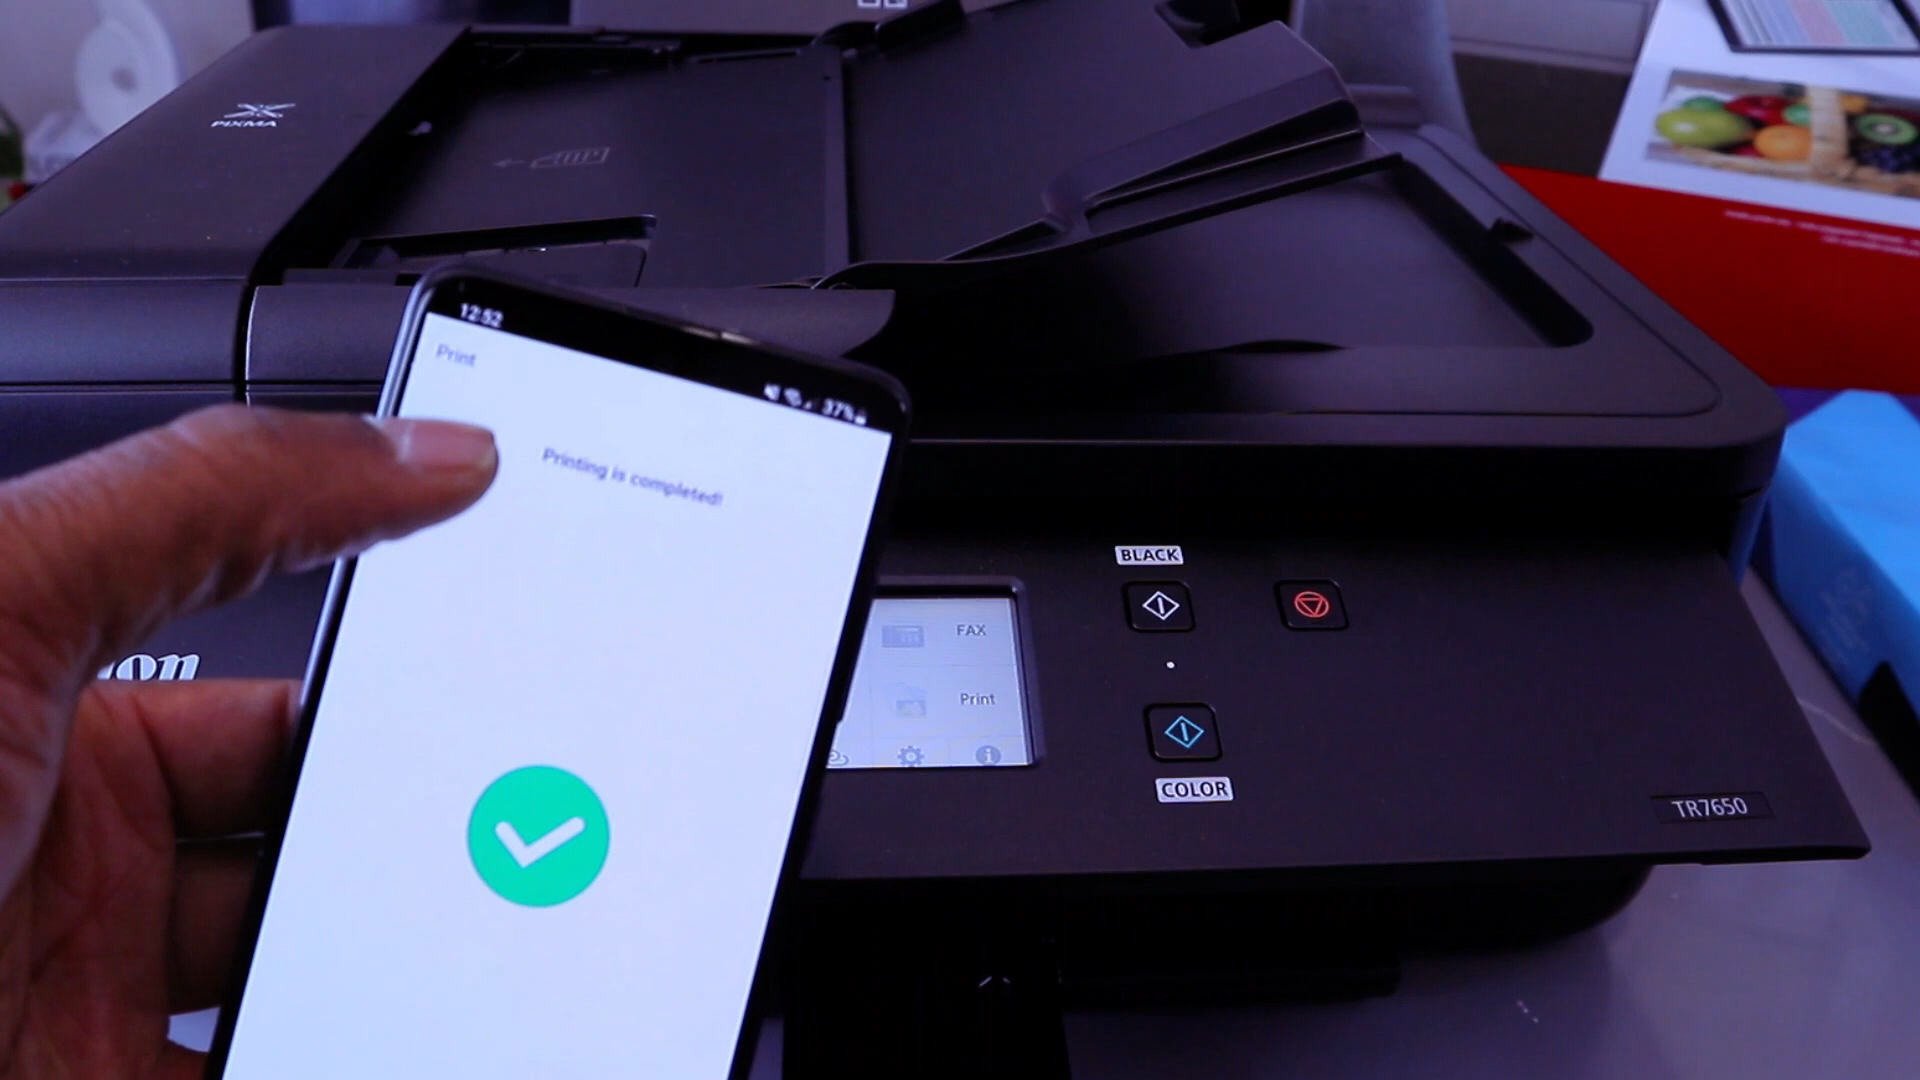 PIXMA
12:52
37%
Print
Printing is completed!
BLACK
FAX
Print
COLOR
TR7650